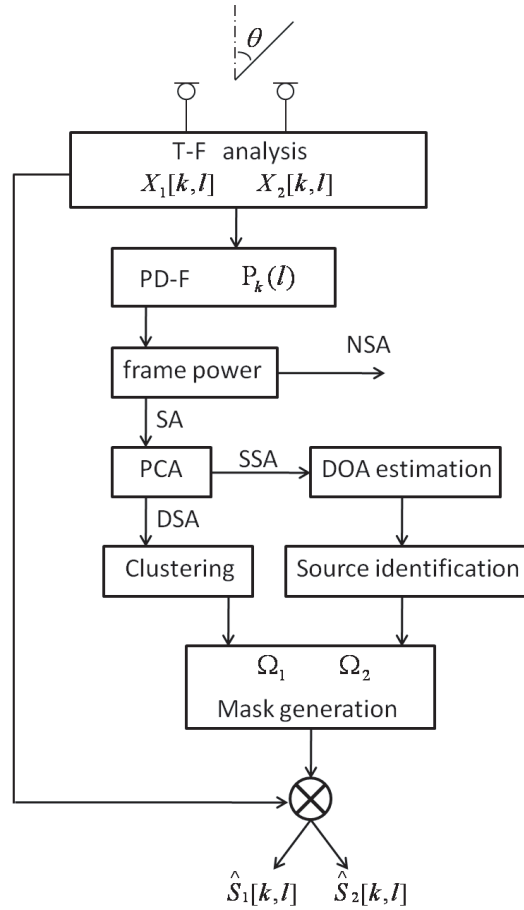 θ
T-F analysis
X₁[k,l] X₂[k,l]
PD-F Pₖ(l)
frame power
NSA
SA
PCA
SSA
DOA estimation
DSA
Clustering
Source identification
Ω₁ Ω₂
Mask generation
Ŝ₁[k,l] Ŝ₂[k,l]